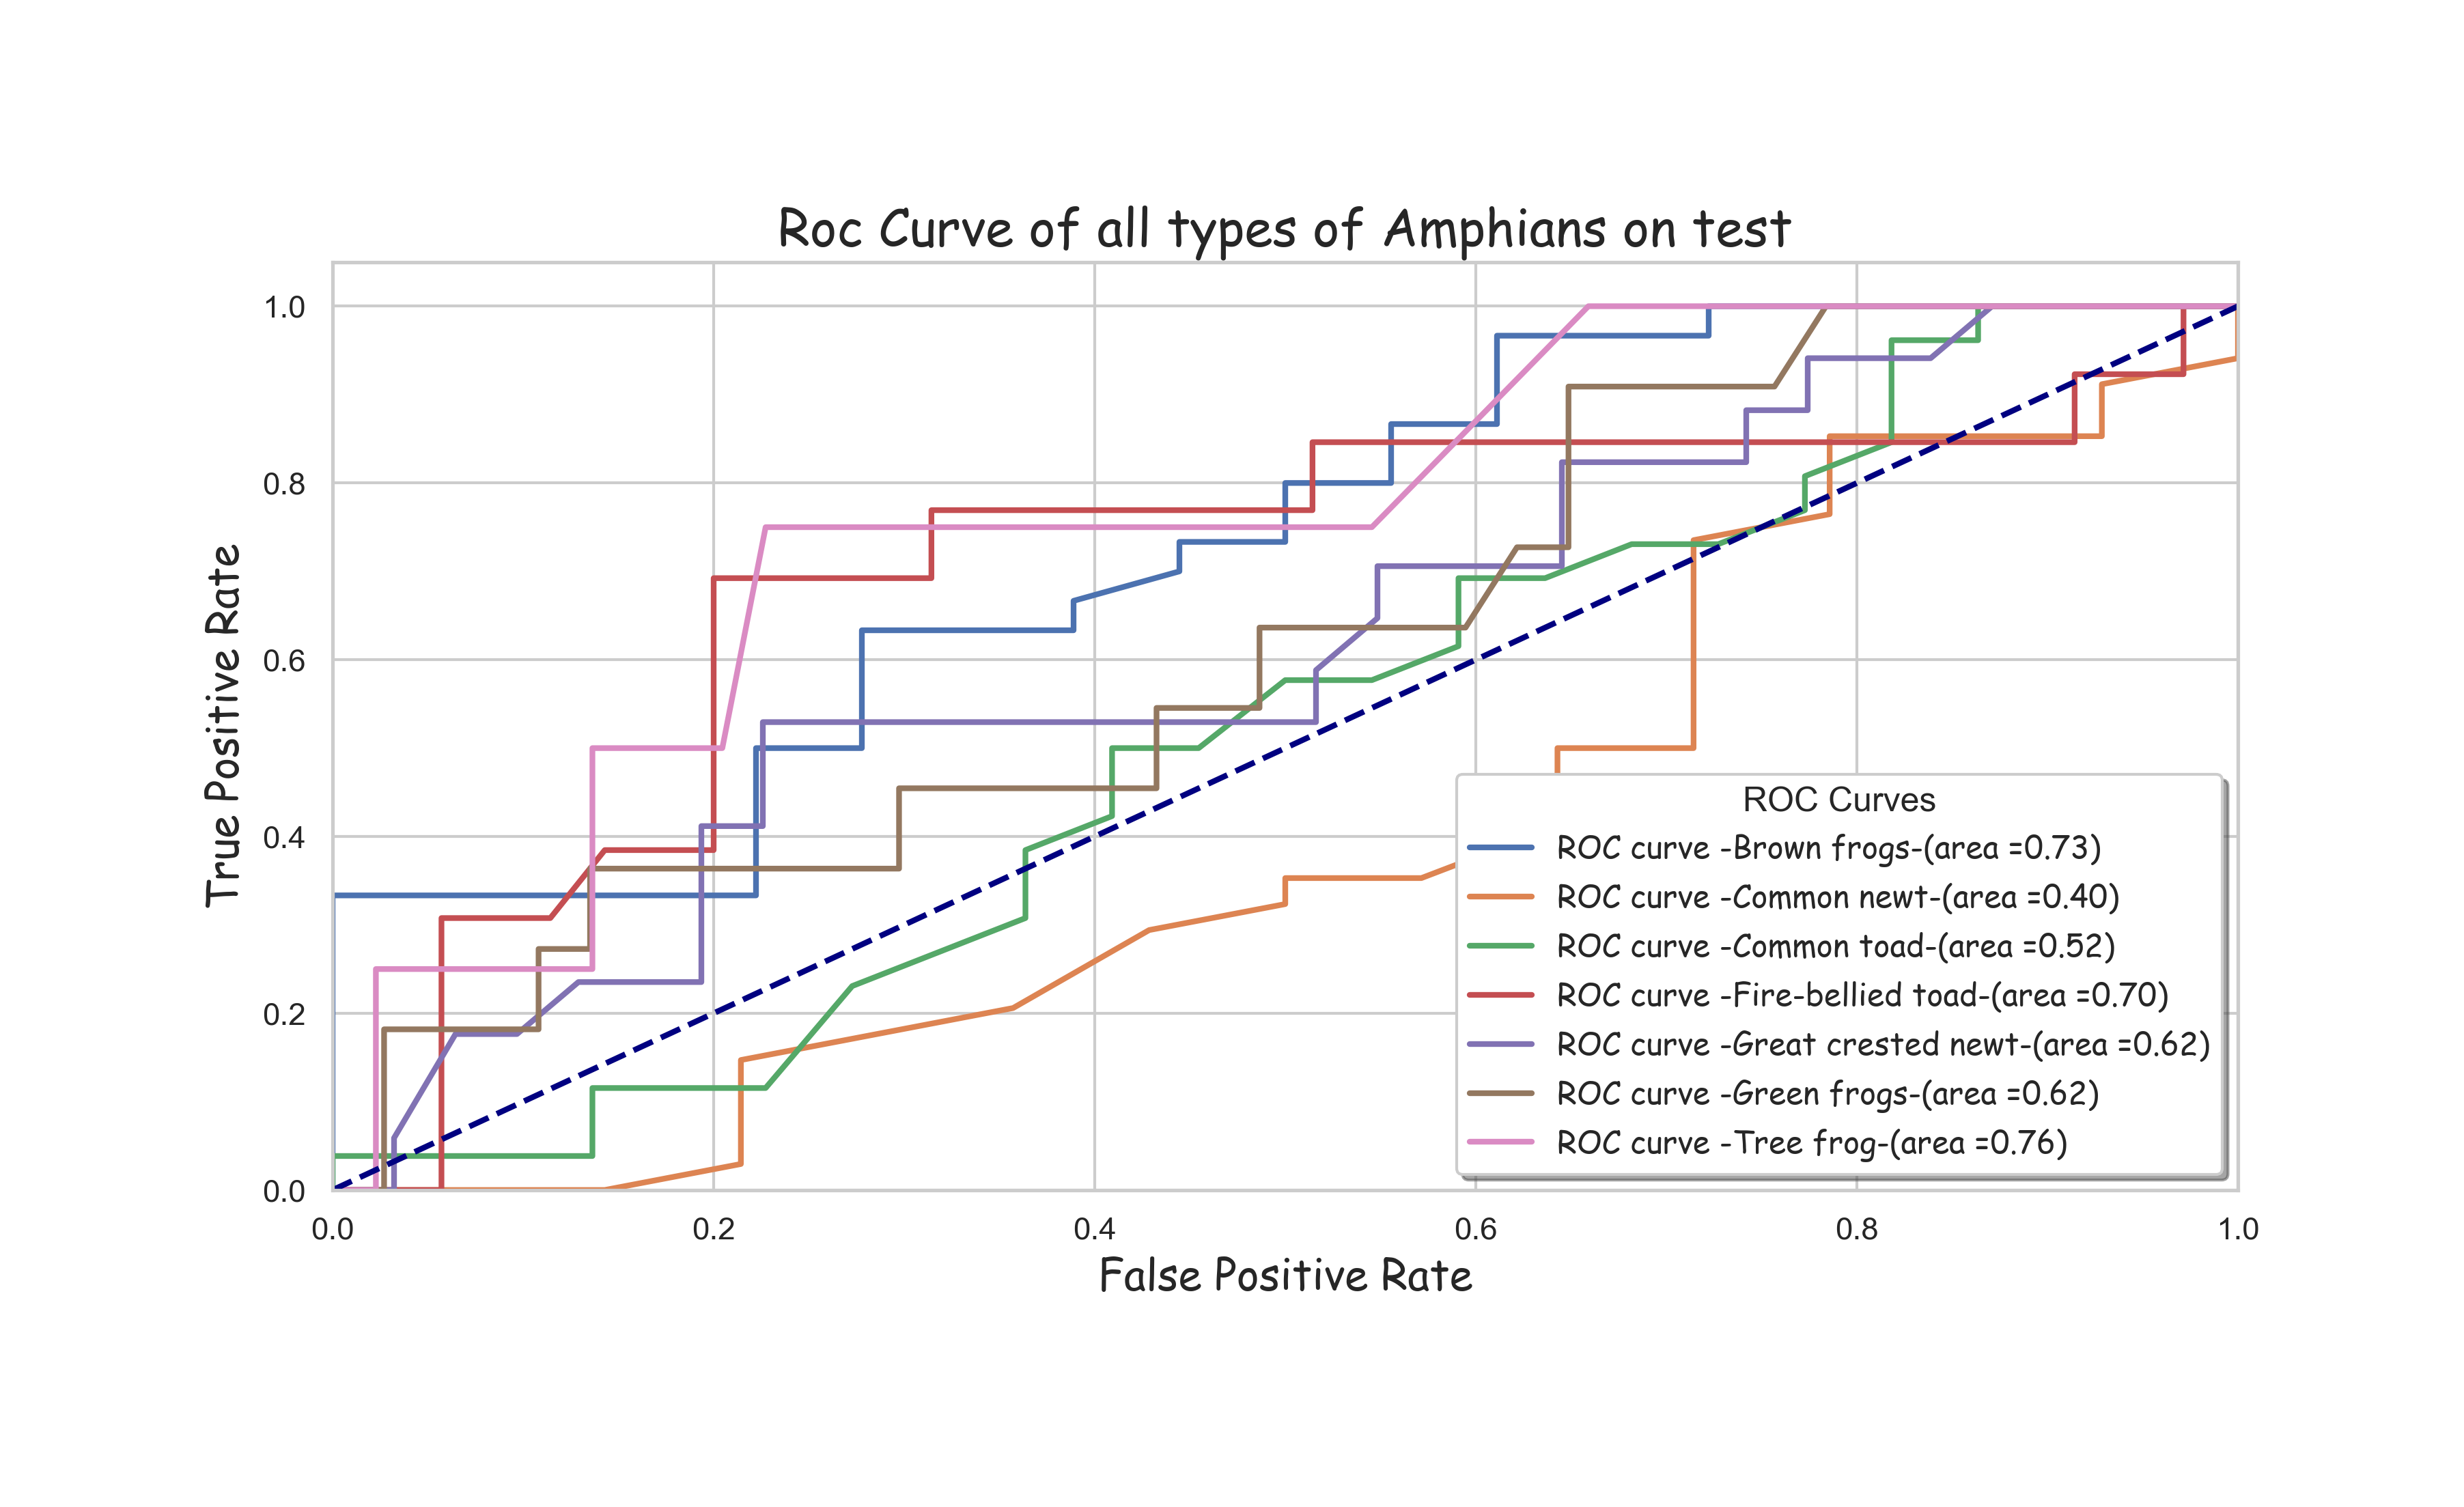 Roc Curve of all types of Amphians on test
1.0
0.8
0.6
0.4
0.2
0.0
True Positive Rate
0.0 0.2 0.4 0.6 0.8 1.0
False Positive Rate
ROC Curves
ROC curve -Brown frogs-(area =0.73)
ROC curve -Common newt-(area =0.40)
ROC curve -Common toad-(area =0.52)
ROC curve -Fire-bellied toad-(area =0.70)
ROC curve -Great crested newt-(area =0.62)
ROC curve -Green frogs-(area =0.62)
ROC curve -Tree frog-(area =0.76)